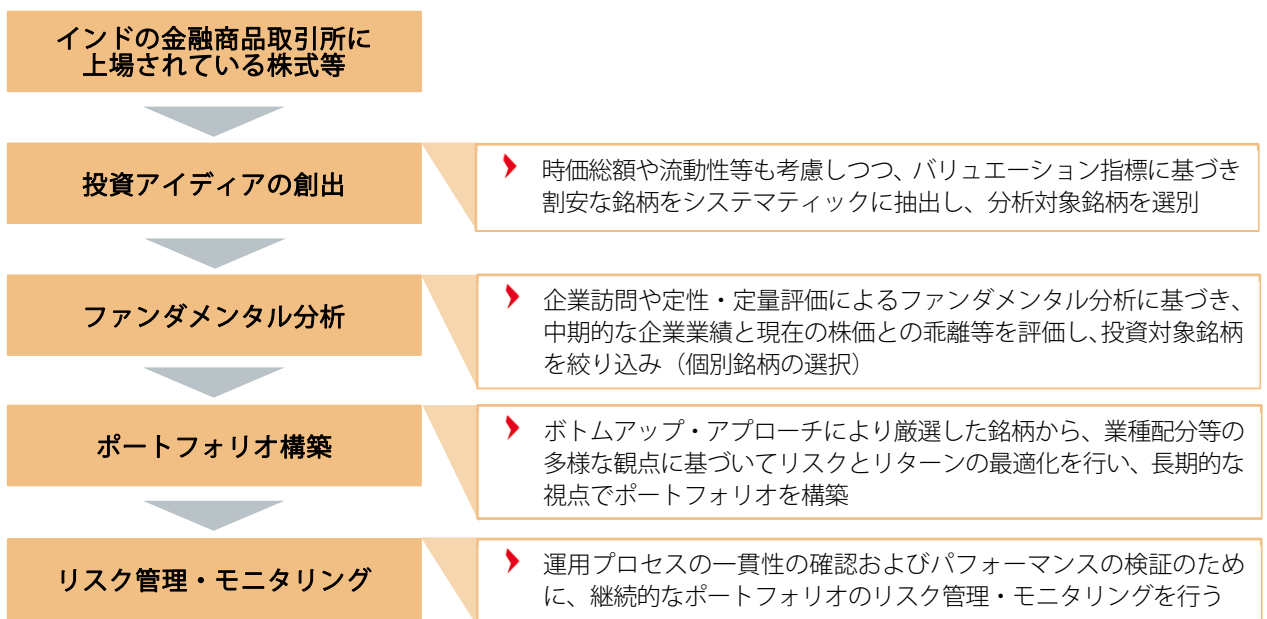 インドの金融商品取引所に
上場されている株式等
投資アイディアの創出
時価総額や流動性等も考慮しつつ、バリュエーション指標に基づき
割安な銘柄をシステマティックに抽出し、分析対象銘柄を選別
ファンダメンタル分析
企業訪問や定性・定量評価によるファンダメンタル分析に基づき、
中期的な企業業績と現在の株価との乖離等を評価し、投資対象銘柄
を絞り込み（個別銘柄の選択）
ポートフォリオ構築
ボトムアップ・アプローチにより厳選した銘柄から、業種配分等の
多様な観点に基づいてリスクとリターンの最適化を行い、長期的な
視点でポートフォリオを構築
リスク管理・モニタリング
運用プロセスの一貫性の確認およびパフォーマンスの検証のため
に、継続的なポートフォリオのリスク管理・モニタリングを行う